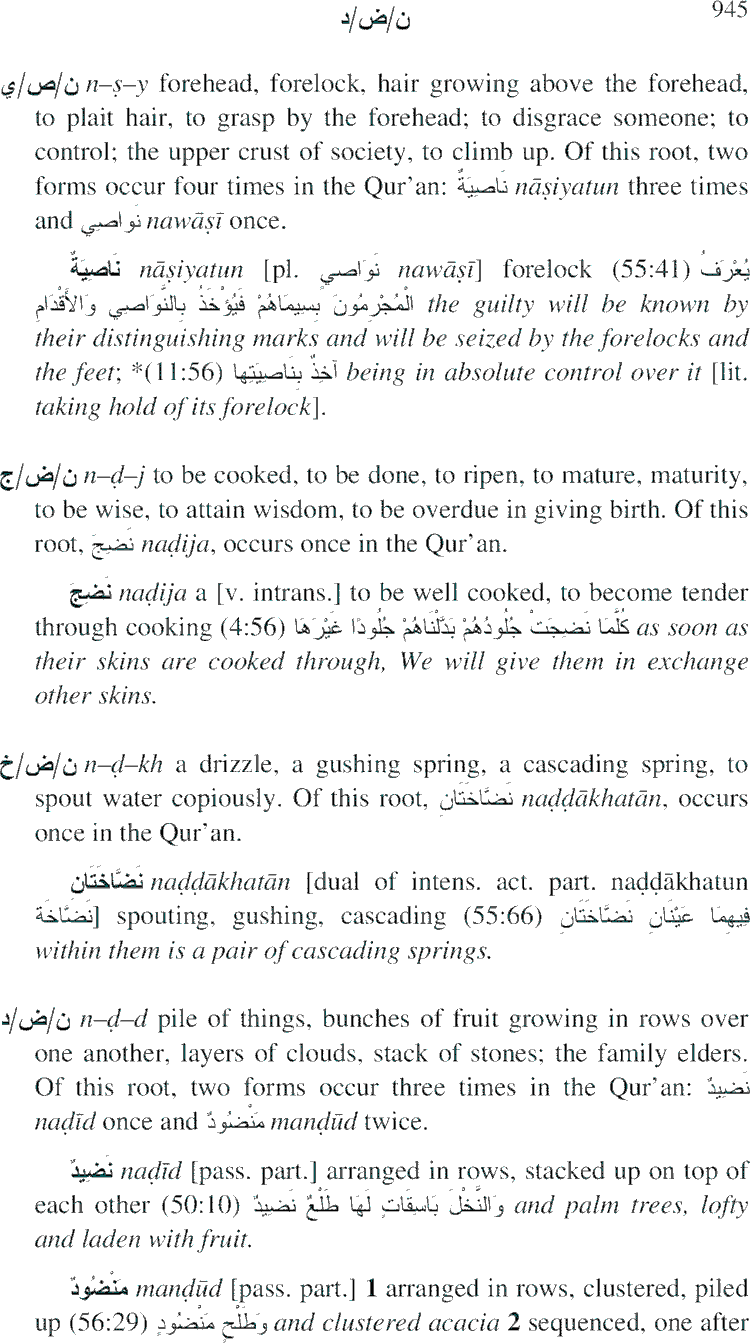 ن/ض/د 945
ن/ص/ي n–ṣ–y forehead, forelock, hair growing above the forehead,
to plait hair, to grasp by the forehead; to disgrace someone; to
control; the upper crust of society, to climb up. Of this root, two
forms occur four times in the Qur’an: نَاصِيَةٌ nāṣiyatun three times
and نَواصي nawāṣī once.
نَاصِيَةٌ nāṣiyatun [pl. نَواصي nawāṣī] forelock (55:41) يُعْرَفُ
الْمُجْرِمُونَ بِسِيمَاهُمْ فَيُؤْخَذُ بِالنَّوَاصِي وَالأَقْدَامِ the guilty will be known by
their distinguishing marks and will be seized by the forelocks and
the feet; *(11:56) آخِذٌ بِنَاصِيَتِها being in absolute control over it [lit.
taking hold of its forelock].
ن/ض/ج n–ḍ–j to be cooked, to be done, to ripen, to mature, maturity,
to be wise, to attain wisdom, to be overdue in giving birth. Of this
root, نَضِجَ naḍija, occurs once in the Qur’an.
نَضِجَ naḍija a [v. intrans.] to be well cooked, to become tender
through cooking (4:56) كُلَّمَا نَضِجَتْ جُلُودُهُمْ بَدَّلْنَاهُمْ جُلُودًا غَيْرَهَا as soon as
their skins are cooked through, We will give them in exchange
other skins.
ن/ض/خ n–ḍ–kh a drizzle, a gushing spring, a cascading spring, to
spout water copiously. Of this root, نَضَّاخَتَانِ naḍḍākhatān, occurs
once in the Qur’an.
نَضَّاخَتَان naḍḍākhatān [dual of intens. act. part. naḍḍākhatun
نَضَّاخَة] spouting, gushing, cascading (55:66) فِيهِمَا عَيْنَانِ نَضَّاخَتَانِ
within them is a pair of cascading springs.
ن/ض/د n–ḍ–d pile of things, bunches of fruit growing in rows over
one another, layers of clouds, stack of stones; the family elders.
Of this root, two forms occur three times in the Qur’an: نَضِيدٌ
naḍīd once and مَنْضُودٌ manḍūd twice.
نَضِيدٌ naḍīd [pass. part.] arranged in rows, stacked up on top of
each other (50:10) وَالنَّخْلَ بَاسِقَاتٍ لَهَا طَلْعٌ نَضِيدٌ and palm trees, lofty
and laden with fruit.
مَنْضُودٌ manḍūd [pass. part.] 1 arranged in rows, clustered, piled
up (56:29) وَطَلْحٍ مَنْضُودٍ and clustered acacia 2 sequenced, one after